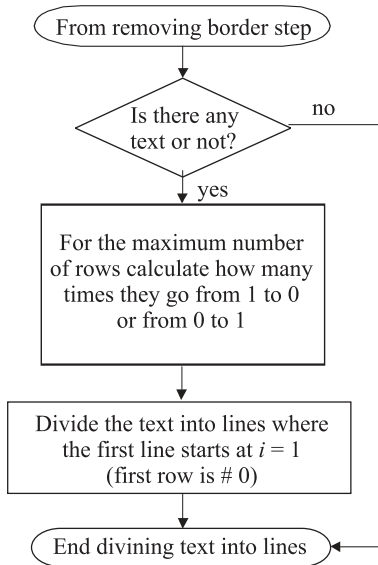 From removing border step
Is there any
text or not?
no
yes
For the maximum number
of rows calculate how many
times they go from 1 to 0
or from 0 to 1
Divide the text into lines where
the first line starts at i = 1
(first row is # 0)
End divining text into lines